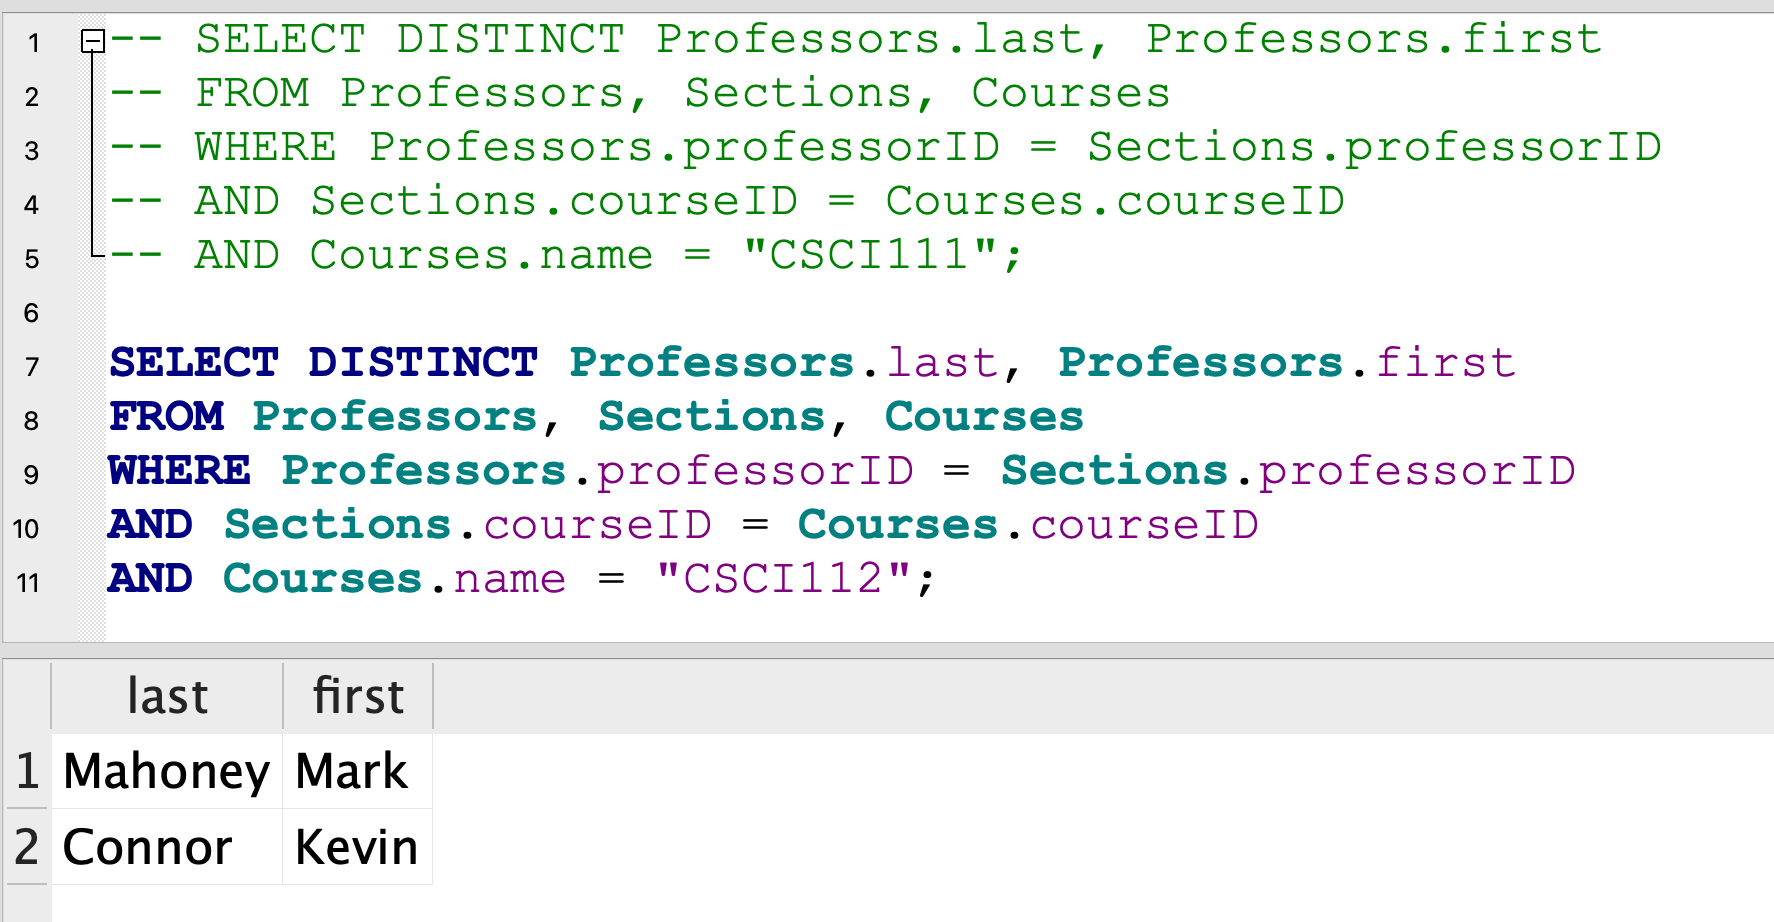 1 -- SELECT DISTINCT Professors.last, Professors.first
2 -- FROM Professors, Sections, Courses
3 -- WHERE Professors.professorID = Sections.professorID
4 -- AND Sections.courseID = Courses.courseID
5 -- AND Courses.name = "CSCI111";
6
7 SELECT DISTINCT Professors.last, Professors.first
8 FROM Professors, Sections, Courses
9 WHERE Professors.professorID = Sections.professorID
10 AND Sections.courseID = Courses.courseID
11 AND Courses.name = "CSCI112";
last first
1 Mahoney Mark
2 Connor Kevin